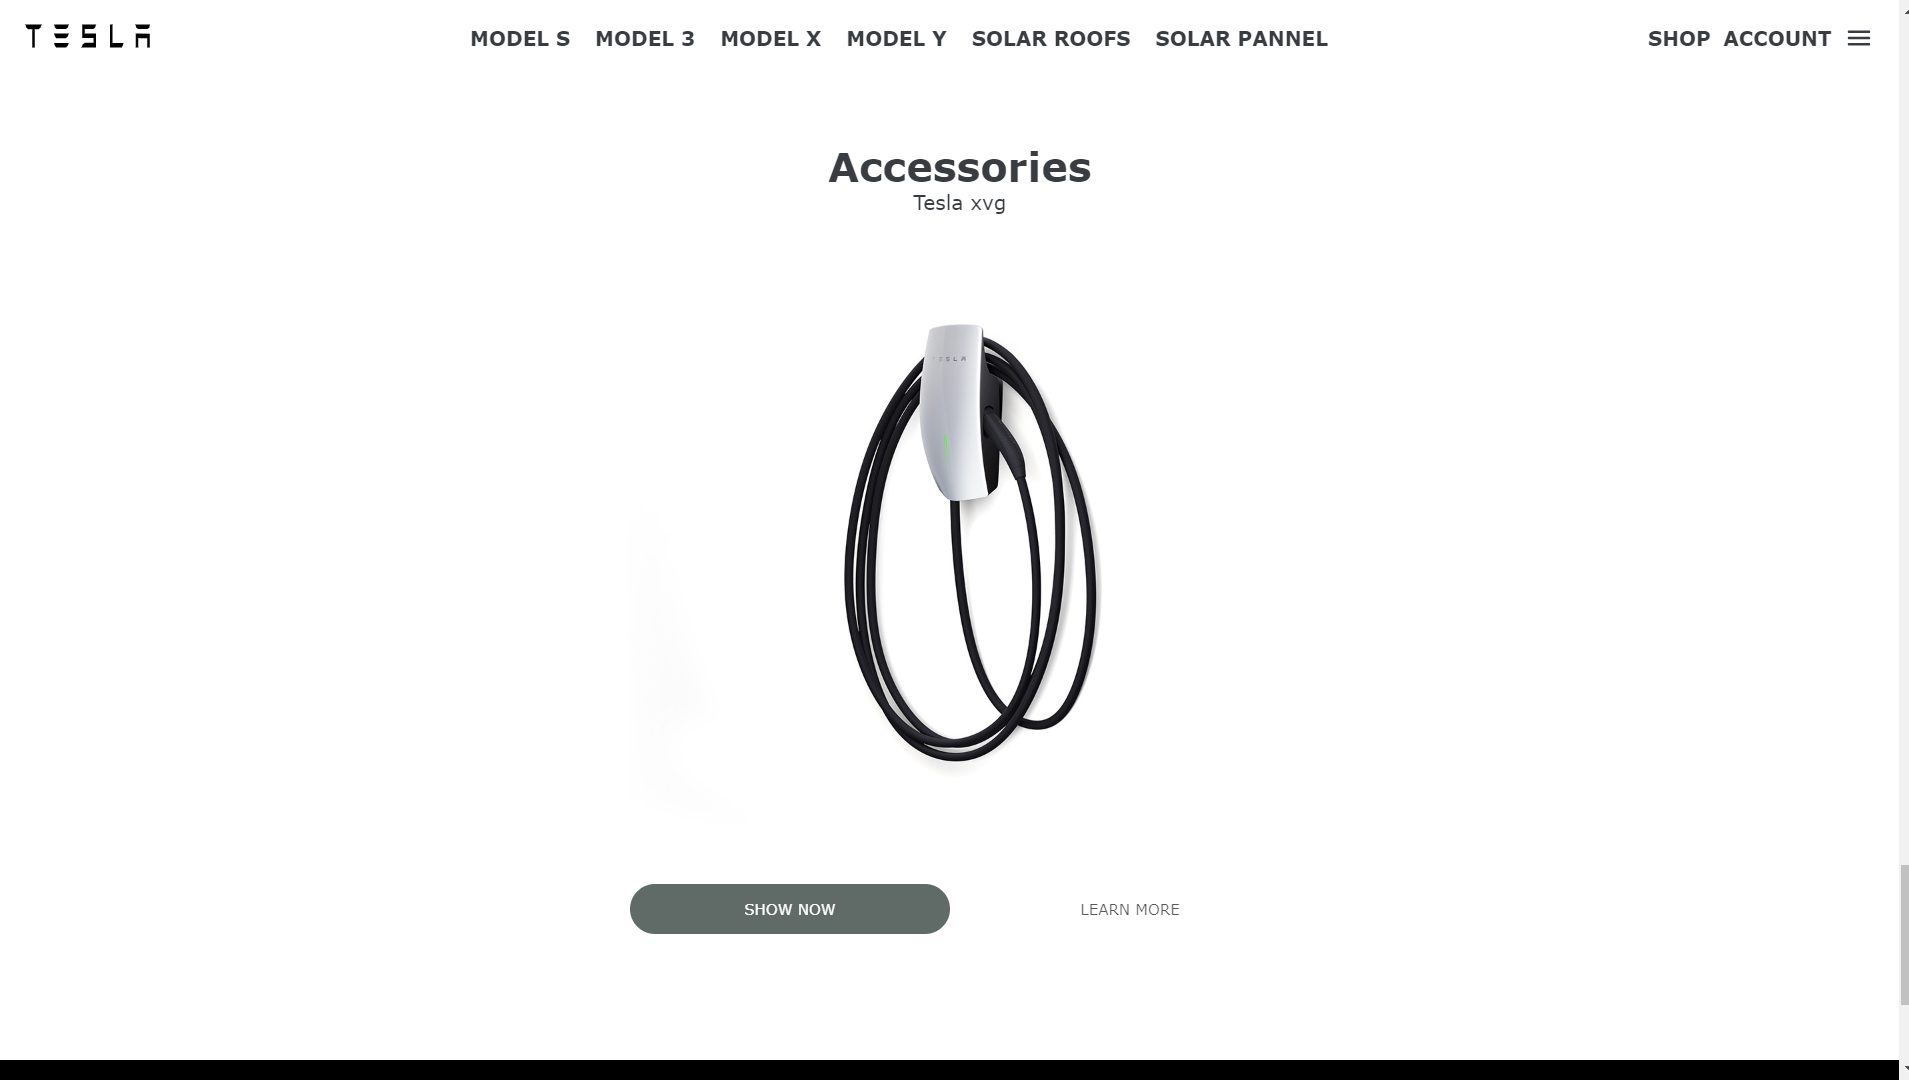 TESLA
MODEL S MODEL 3 MODEL X MODEL Y SOLAR ROOFS SOLAR PANNEL
SHOP ACCOUNT
Accessories
Tesla xvg
TESLA
SHOW NOW
LEARN MORE